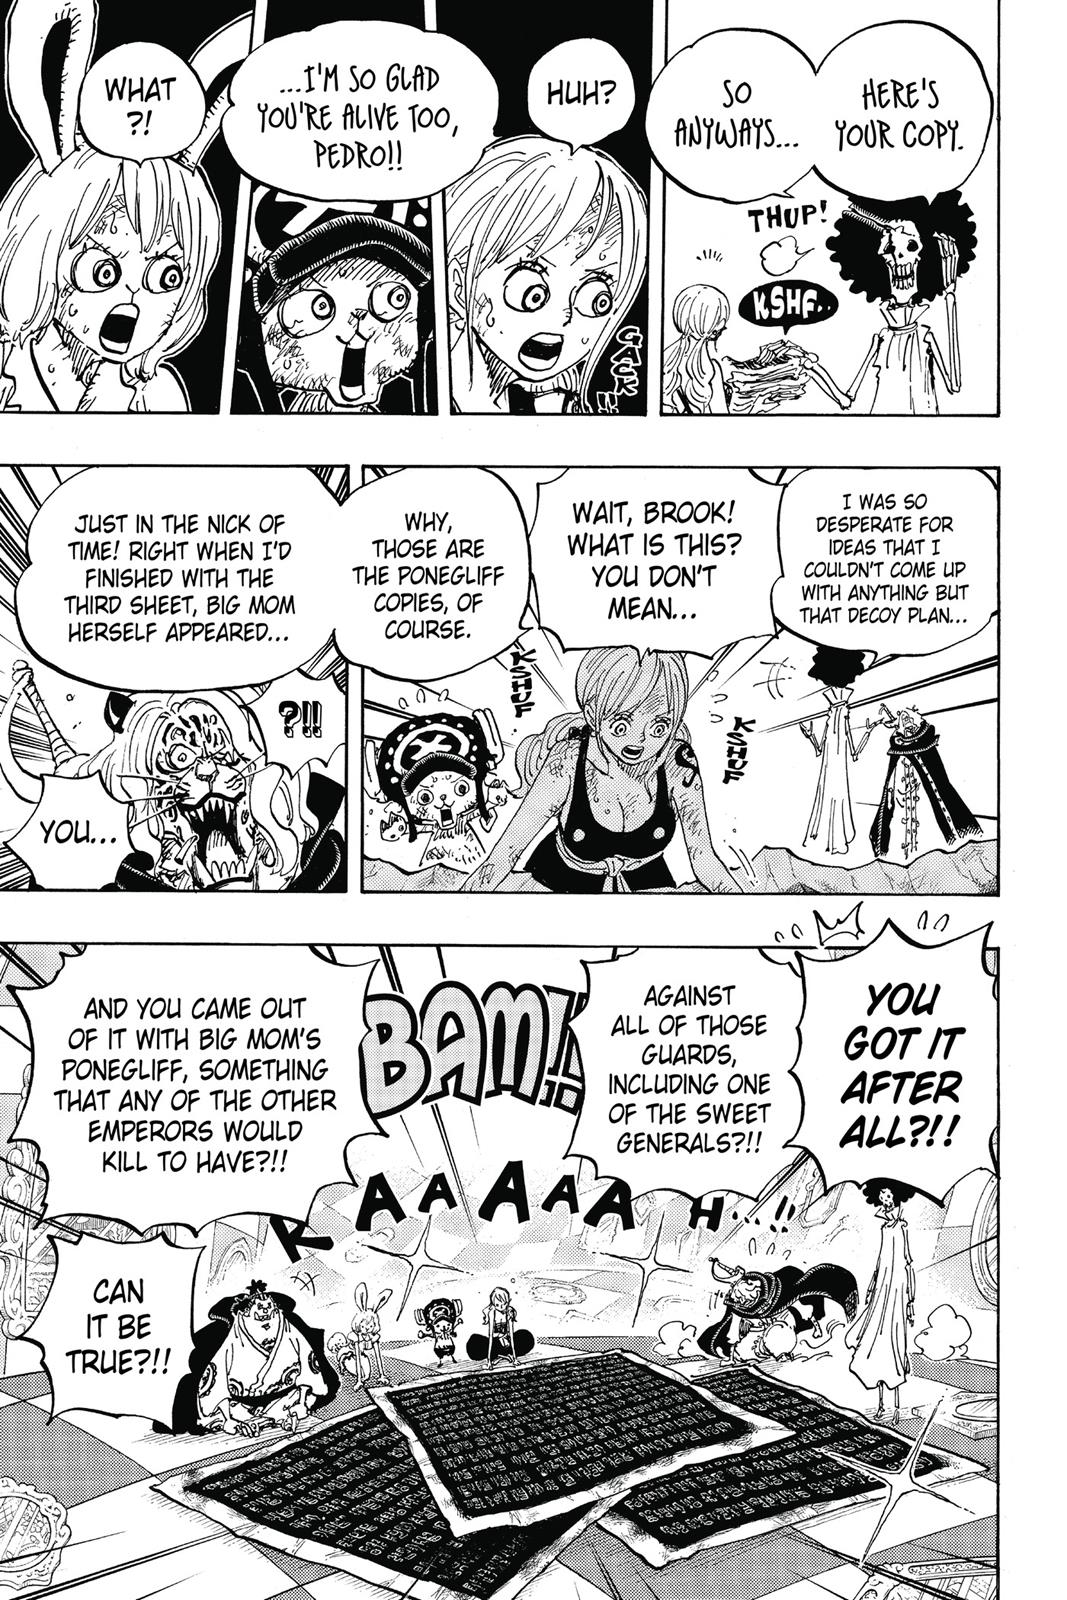 HERE'S
YOUR COPY.
SO
ANYWAYS...
THUP!
KSHF..
HUH?
GACK!!
...I'M SO GLAD
YOU'RE ALIVE TOO,
PEDRO!!
WHAT
?!
I WAS SO
DESPERATE FOR
IDEAS THAT I
COULDN'T COME UP
WITH ANYTHING BUT
THAT DECOY PLAN...
WAIT, BROOK!
WHAT IS THIS?
YOU DON'T
MEAN...
KSHUF
KSHUF
WHY,
THOSE ARE
THE PONEGLIFF
COPIES, OF
COURSE.
JUST IN THE NICK OF
TIME! RIGHT WHEN I'D
FINISHED WITH THE
THIRD SHEET, BIG MOM
HERSELF APPEARED...
?!!
YOU...
YOU
GOT IT
AFTER
ALL?!!
AGAINST
ALL OF THOSE
GUARDS,
INCLUDING ONE
OF THE SWEET
GENERALS?!!
BAM!!
AND YOU CAME OUT
OF IT WITH BIG MOM'S
PONEGLIFF, SOMETHING
THAT ANY OF THE OTHER
EMPERORS WOULD
KILL TO HAVE?!!
RAAAAAH...!!
CAN
IT BE
TRUE?!!